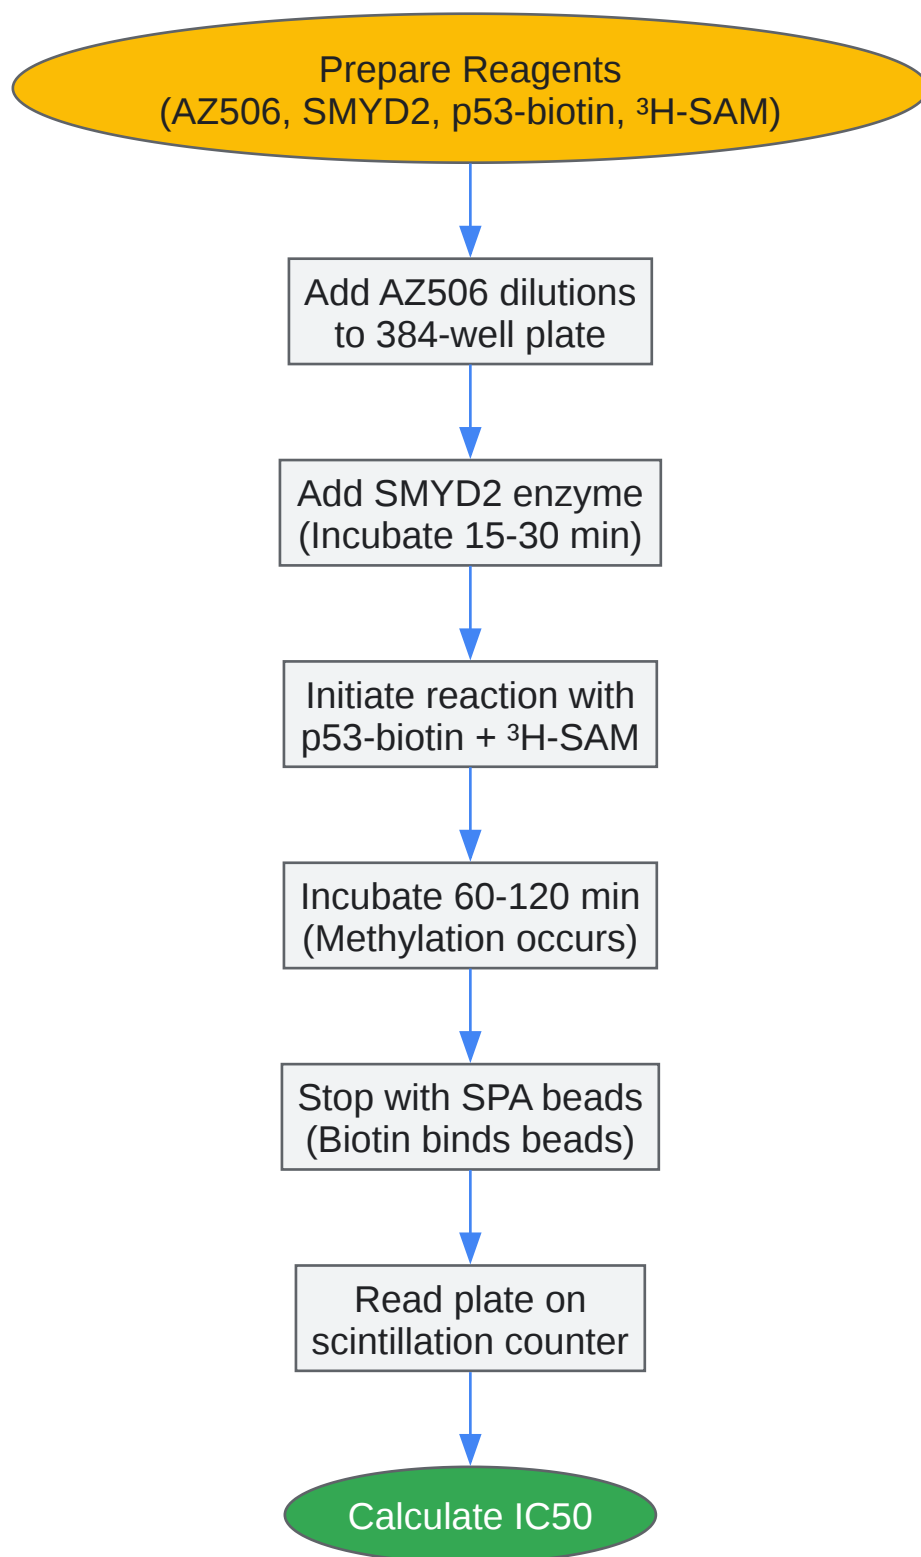 Prepare Reagents
(AZ506, SMYD2, p53-biotin, ³H-SAM)
Add AZ506 dilutions
to 384-well plate
Add SMYD2 enzyme
(Incubate 15-30 min)
Initiate reaction with
p53-biotin + ³H-SAM
Incubate 60-120 min
(Methylation occurs)
Stop with SPA beads
(Biotin binds beads)
Read plate on
scintillation counter
Calculate IC50